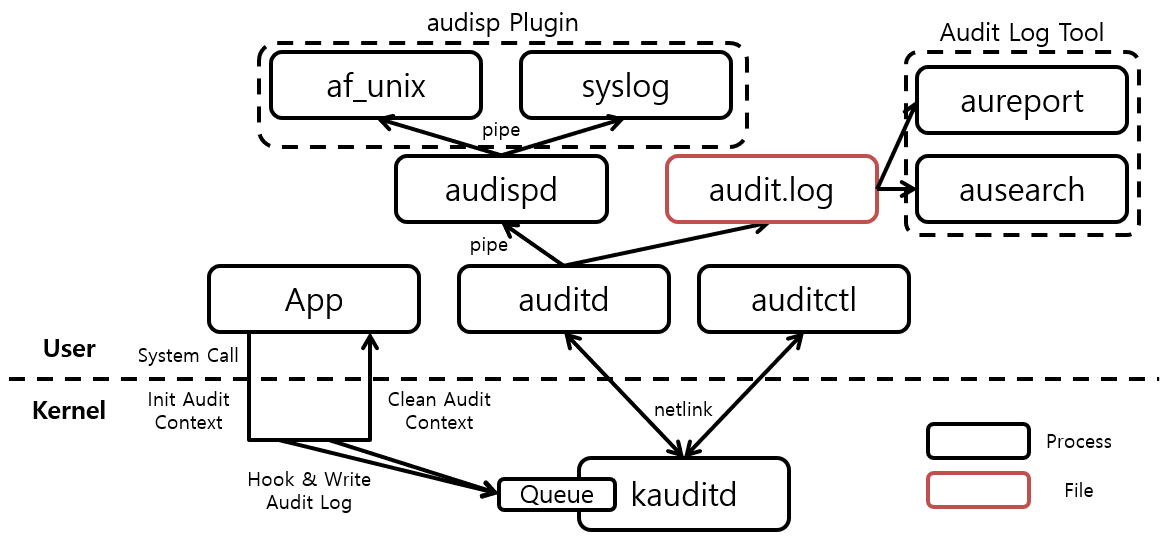 audisp Plugin
Audit Log Tool
af_unix
syslog
aureport
pipe
audispd
audit.log
ausearch
pipe
App
auditd
auditctl
User
System Call
Kernel
Init Audit
Context
Clean Audit
Context
netlink
Process
Hook & Write
Audit Log
Queue
kauditd
File